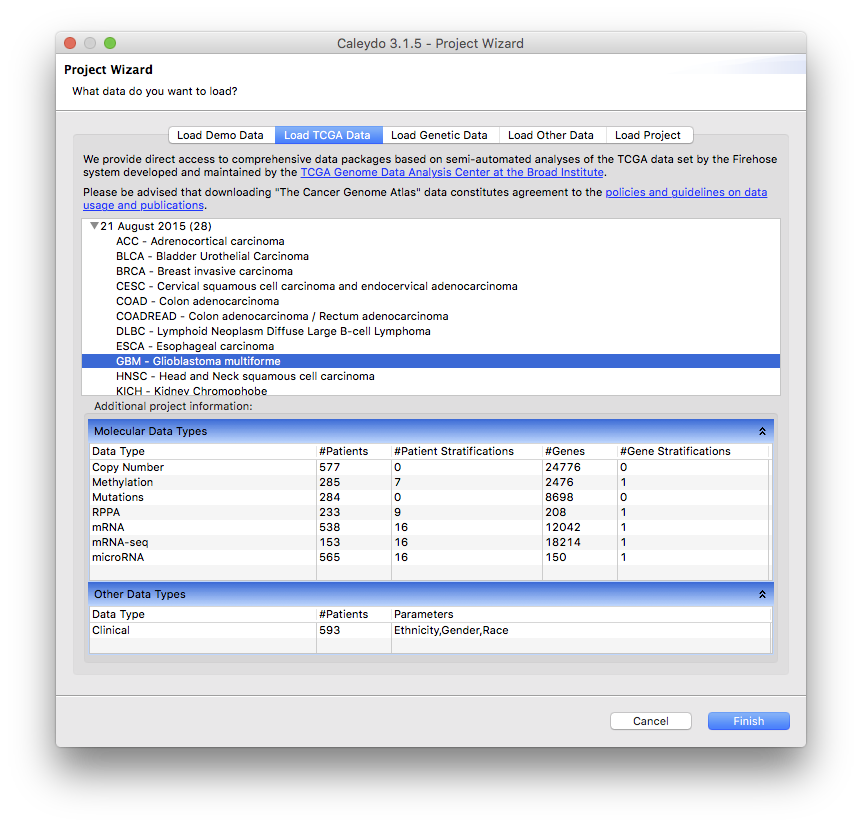 Caleydo 3.1.5 - Project Wizard
Project Wizard
What data do you want to load?
Load Demo Data Load TCGA Data Load Genetic Data Load Other Data Load Project
We provide direct access to comprehensive data packages based on semi-automated analyses of the TCGA data set by the Firehose
system developed and maintained by the TCGA Genome Data Analysis Center at the Broad Institute.
Please be advised that downloading "The Cancer Genome Atlas" data constitutes agreement to the policies and guidelines on data
usage and publications.
21 August 2015 (28)
ACC - Adrenocortical carcinoma
BLCA - Bladder Urothelial Carcinoma
BRCA - Breast invasive carcinoma
CESC - Cervical squamous cell carcinoma and endocervical adenocarcinoma
COAD - Colon adenocarcinoma
COADREAD - Colon adenocarcinoma / Rectum adenocarcinoma
DLBC - Lymphoid Neoplasm Diffuse Large B-cell Lymphoma
ESCA - Esophageal carcinoma
GBM - Glioblastoma multiforme
HNSC - Head and Neck squamous cell carcinoma
KICH - Kidney Chromophobe
Additional project information:
Molecular Data Types
Data Type #Patients #Patient Stratifications #Genes #Gene Stratifications
Copy Number 577 0 24776 0
Methylation 285 7 2476 1
Mutations 284 0 8698 0
RPPA 233 9 208 1
mRNA 538 16 12042 1
mRNA-seq 153 16 18214 1
microRNA 565 16 150 1
Other Data Types
Data Type #Patients Parameters
Clinical 593 Ethnicity,Gender,Race
Cancel Finish